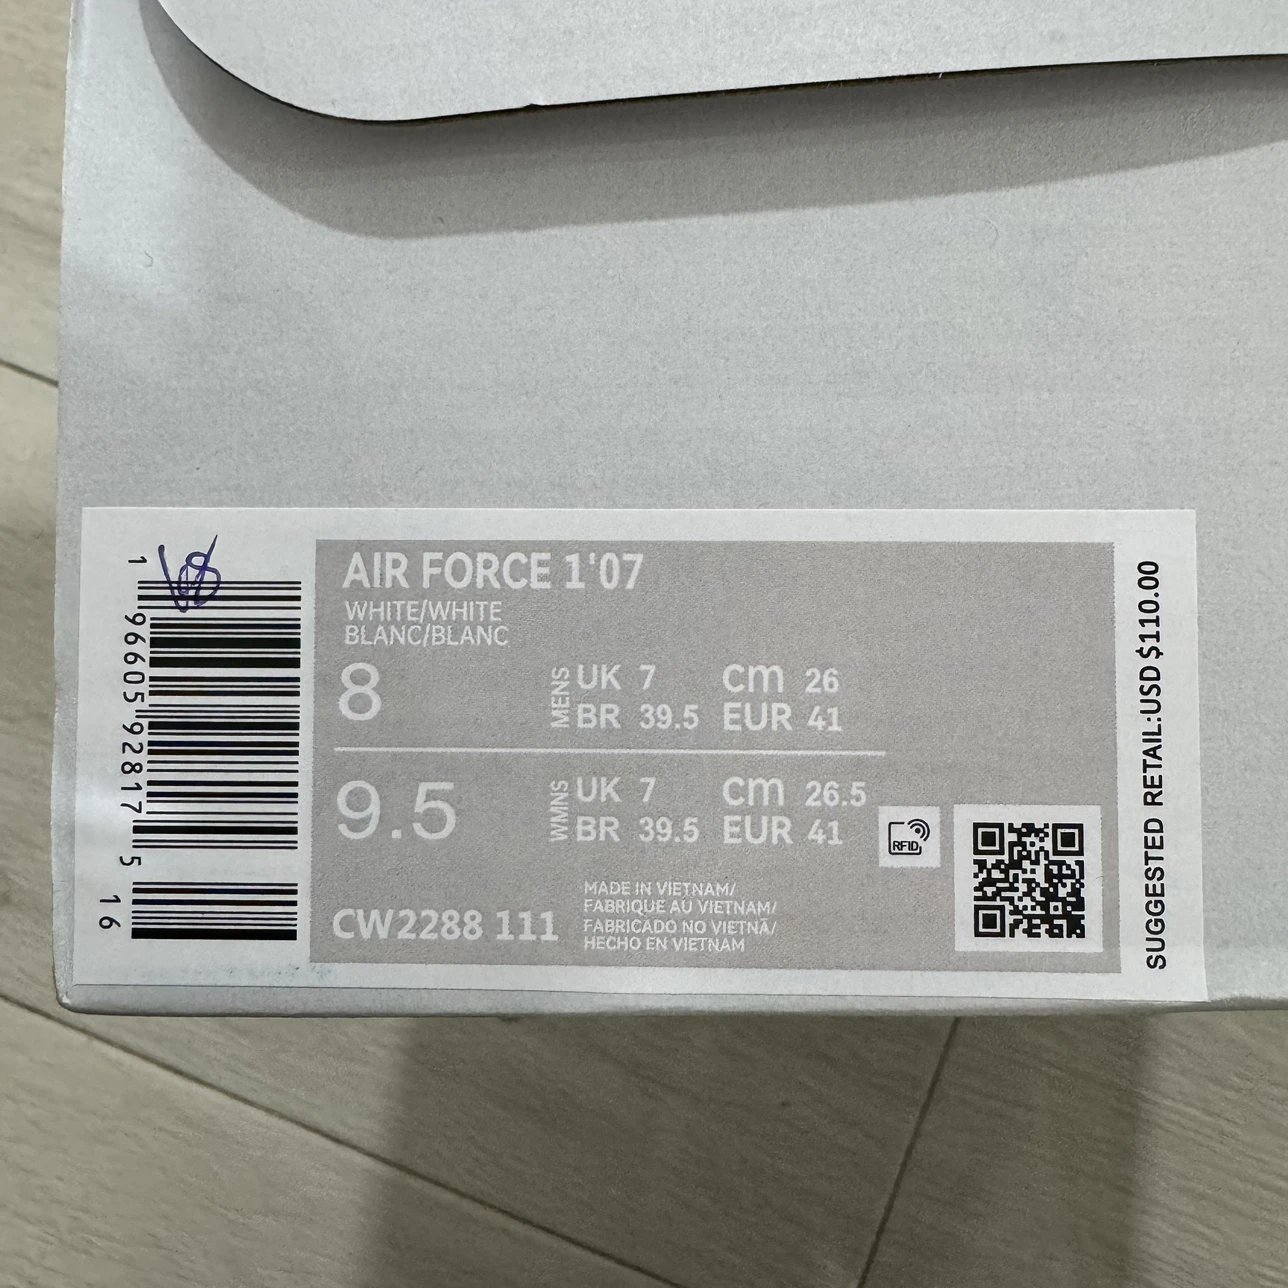 1
96605 92817
5
16
AIR FORCE 1'07
WHITE/WHITE
BLANC/BLANC
8
MENS
UK 7 Cm 26
BR 39.5 EUR 41
9.5
WMNS
UK 7 Cm 26.5
BR 39.5 EUR 41
RFID
CW2288 111
MADE IN VIETNAM/
FABRIQUE AU VIETNAM/
FABRICADO NO VIETNÃ/
HECHO EN VIETNAM
SUGGESTED RETAIL:USD $110.00